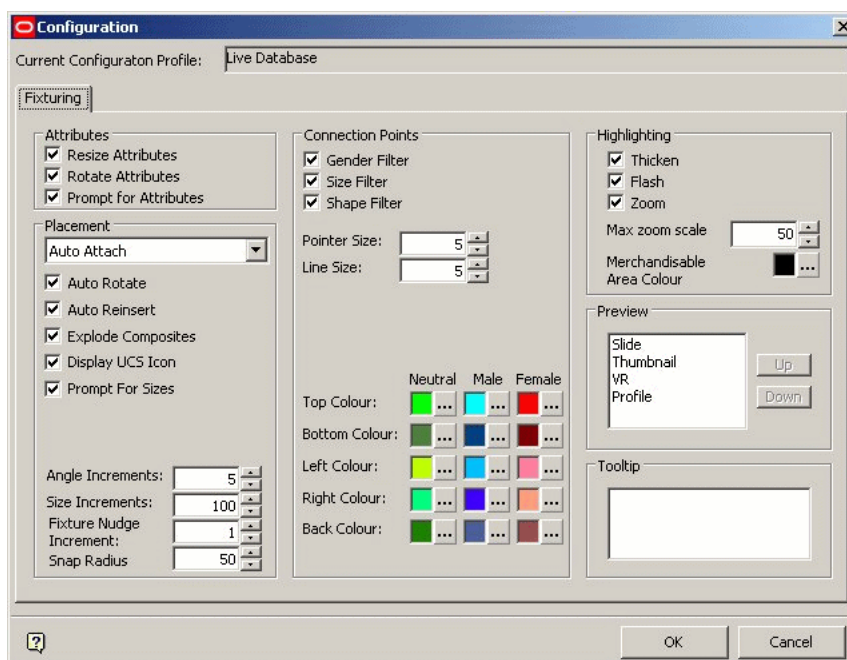 Configuration
Current Configuraton Profile: Live Database
Fixturing
Attributes
Resize Attributes
Rotate Attributes
Prompt for Attributes
Placement
Auto Attach
Auto Rotate
Auto Reinsert
Explode Composites
Display UCS Icon
Prompt For Sizes
Angle Increments: 5
Size Increments: 100
Fixture Nudge
Increment: 1
Snap Radius 50
Connection Points
Gender Filter
Size Filter
Shape Filter
Pointer Size: 5
Line Size: 5
Neutral Male Female
Top Colour: ... ... ...
Bottom Colour: ... ... ...
Left Colour: ... ... ...
Right Colour: ... ... ...
Back Colour: ... ... ...
Highlighting
Thicken
Flash
Zoom
Max zoom scale 50
Merchandisable
Area Colour ...
Preview
Slide
Thumbnail
VR
Profile
Up
Down
Tooltip
OK
Cancel